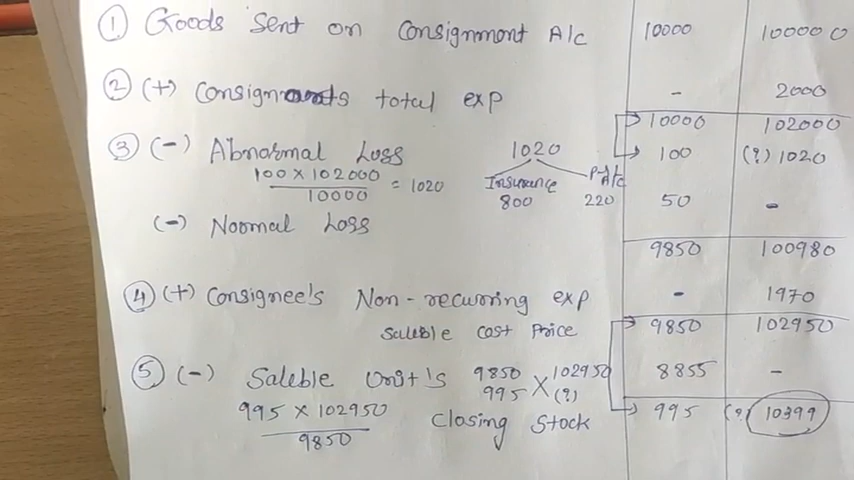 ① Goods Sent on Consignment A/c 10000 100000
② (+) Consignments total exp - 2000
10000 102000
③ (-) Abnormal Loss 1020 100 (?) 1020
100 x 102000 / 10000 = 1020 Insurance 800 P-L A/c 220
(-) Noomal Loss 50 -
9850 100980
④ (+) Consignee's Non-recurring exp - 1970
Saleble Cost Price 9850 102950
⑤ (-) Saleble Unit's 9850 X 102950 8855 -
995 (?)
995 x 102950 / 9850 Closing Stock 995 (?) 10399